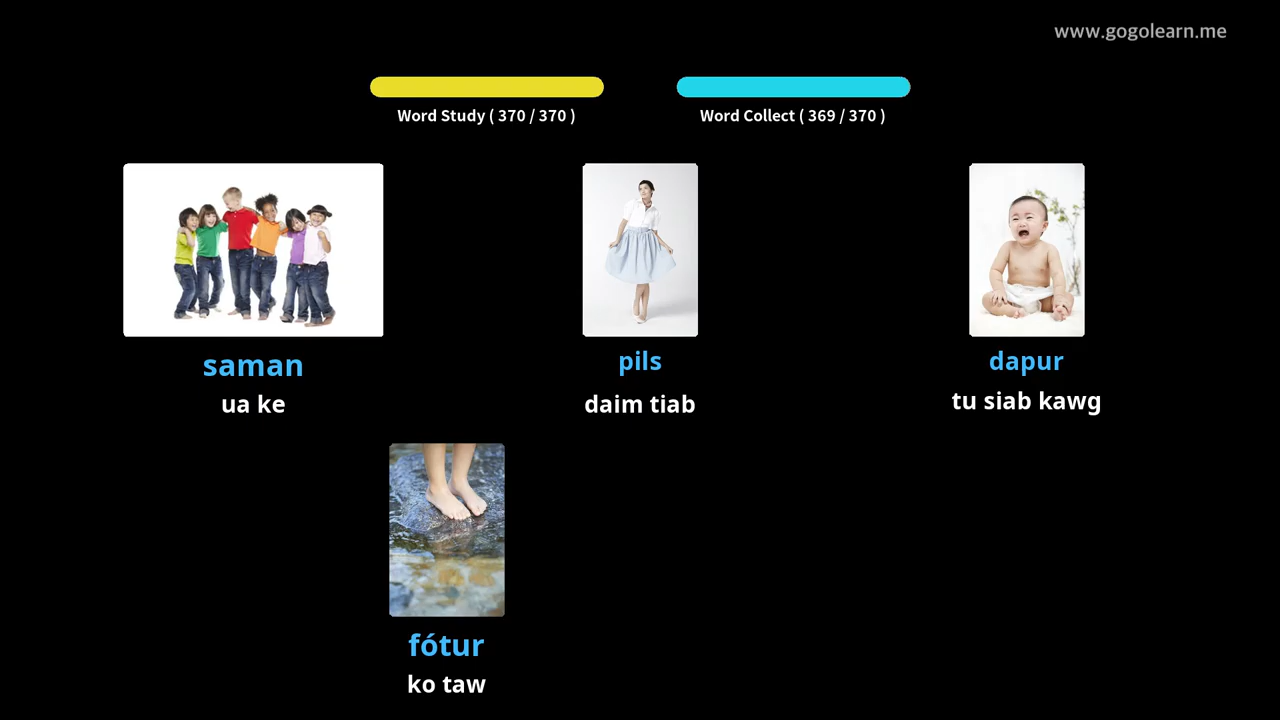 www.gogolearn.me
Word Study ( 370 / 370 )
Word Collect ( 369 / 370 )
saman
ua ke
pils
daim tiab
dapur
tu siab kawg
fótur
ko taw